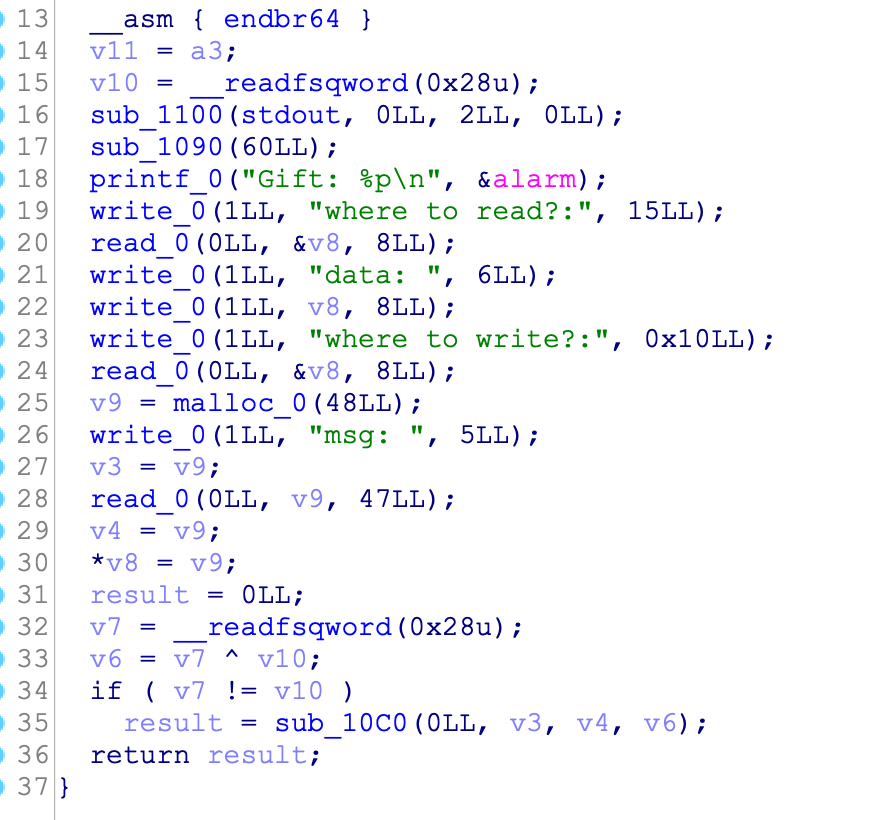 13 __asm { endbr64 }
14 v11 = a3;
15 v10 = __readfsqword(0x28u);
16 sub_1100(stdout, 0LL, 2LL, 0LL);
17 sub_1090(60LL);
18 printf_0("Gift: %p\n", &alarm);
19 write_0(1LL, "where to read?:", 15LL);
20 read_0(0LL, &v8, 8LL);
21 write_0(1LL, "data: ", 6LL);
22 write_0(1LL, v8, 8LL);
23 write_0(1LL, "where to write?:", 0x10LL);
24 read_0(0LL, &v8, 8LL);
25 v9 = malloc_0(48LL);
26 write_0(1LL, "msg: ", 5LL);
27 v3 = v9;
28 read_0(0LL, v9, 47LL);
29 v4 = v9;
30 *v8 = v9;
31 result = 0LL;
32 v7 = __readfsqword(0x28u);
33 v6 = v7 ^ v10;
34 if ( v7 != v10 )
35 result = sub_10C0(0LL, v3, v4, v6);
36 return result;
37 }